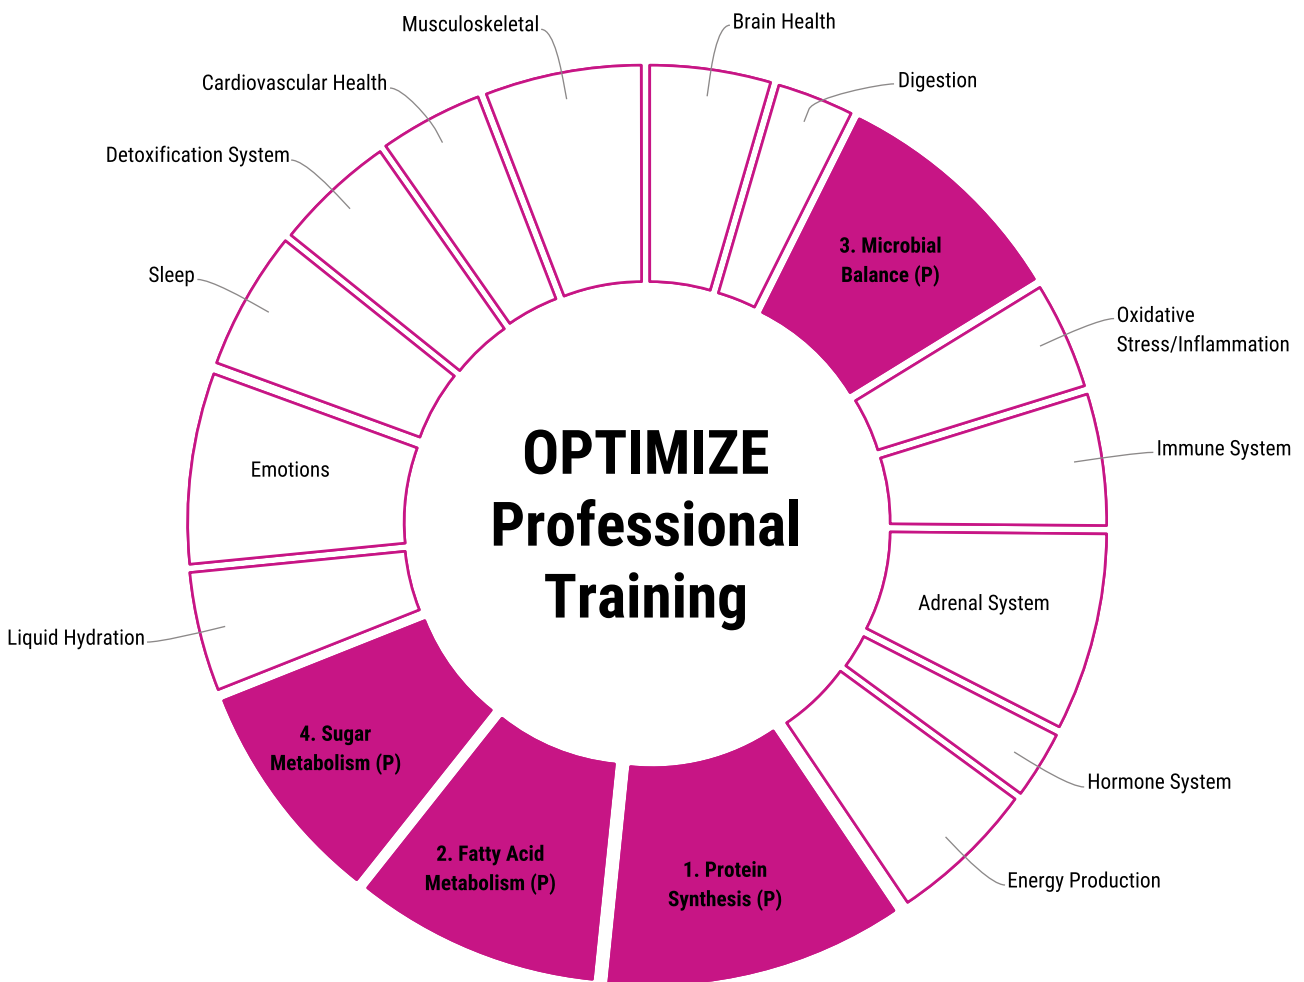 Musculoskeletal
Brain Health
Cardiovascular Health
Digestion
Detoxification System
3. Microbial
Balance (P)
Sleep
Oxidative
Stress/Inflammation
Immune System
Emotions
OPTIMIZE
Professional
Training
Adrenal System
Liquid Hydration
4. Sugar
Metabolism (P)
Hormone System
2. Fatty Acid
Metabolism (P)
1. Protein
Synthesis (P)
Energy Production